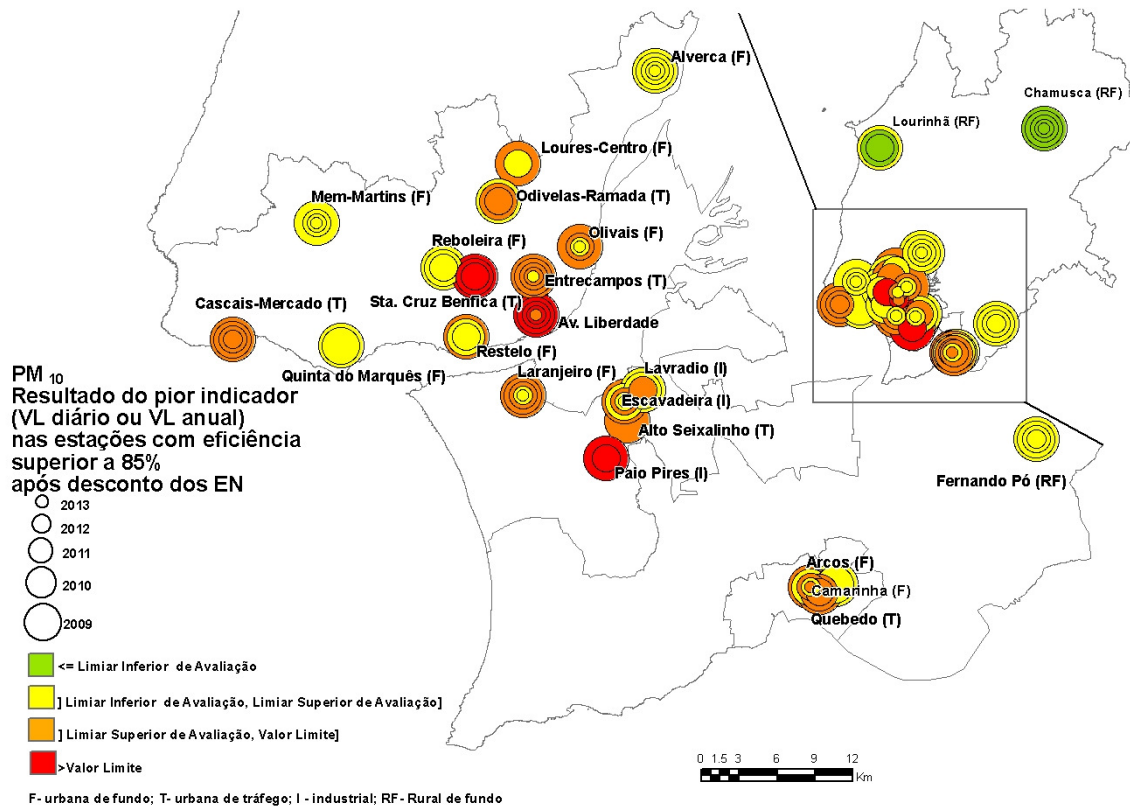 Alverca (F)
Chamusca (RF)
Lourinhã (RF)
Loures-Centro (F)
Mem-Martins (F)
Odivelas-Ramada (T)
Reboleira (F)
Olivais (F)
Entrecampos (T)
Cascais-Mercado (T)
Sta. Cruz Benfica (T)
Av. Liberdade
Restelo (F)
Quinta do Marquês (F)
Laranjeiro (F)
Lavradio (I)
Escavadeira (I)
Alto Seixalinho (T)
Paio Pires (I)
Fernando Pó (RF)
Arcos (F)
Camarinha (F)
Quebedo (T)
PM 10
Resultado do pior indicador
(VL diário ou VL anual)
nas estações com eficiência
superior a 85%
após desconto dos EN
2013
2012
2011
2010
2009
<= Limiar Inferior de Avaliação
] Limiar Inferior de Avaliação, Limiar Superior de Avaliação]
] Limiar Superior de Avaliação, Valor Limite]
>Valor Limite
0 1.5 3 6 9 12
Km
F- urbana de fundo; T- urbana de tráfego; I - industrial; RF- Rural de fundo